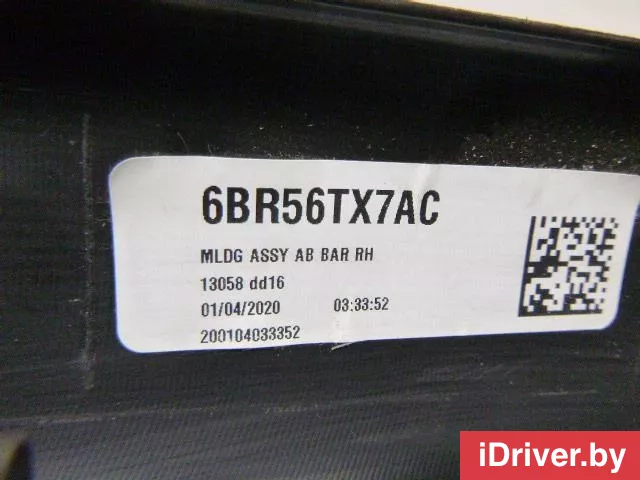 6BR56TX7AC
MLDG ASSY AB BAR RH
13058 dd16
01/04/2020 03:33:52
200104033352
iDriver.by